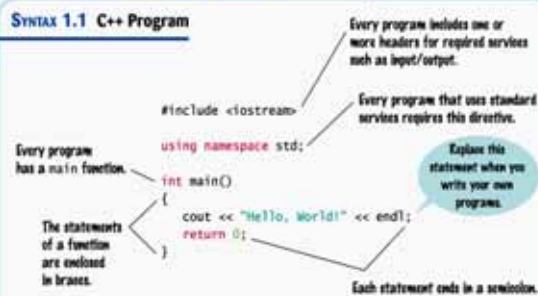 SYNTAX 1.1 C++ Program
Every program includes one or
more headers for required services
such as input/output.
#include <iostream>
Every program that uses standard
services requires this directive.
using namespace std;
Every program
has a main function.
int main()
{
Replace this
statement when you
write your own
programs.
cout << "Hello, World!" << endl;
return 0;
The statements
of a function
are enclosed
in braces.
}
Each statement ends in a semicolon.